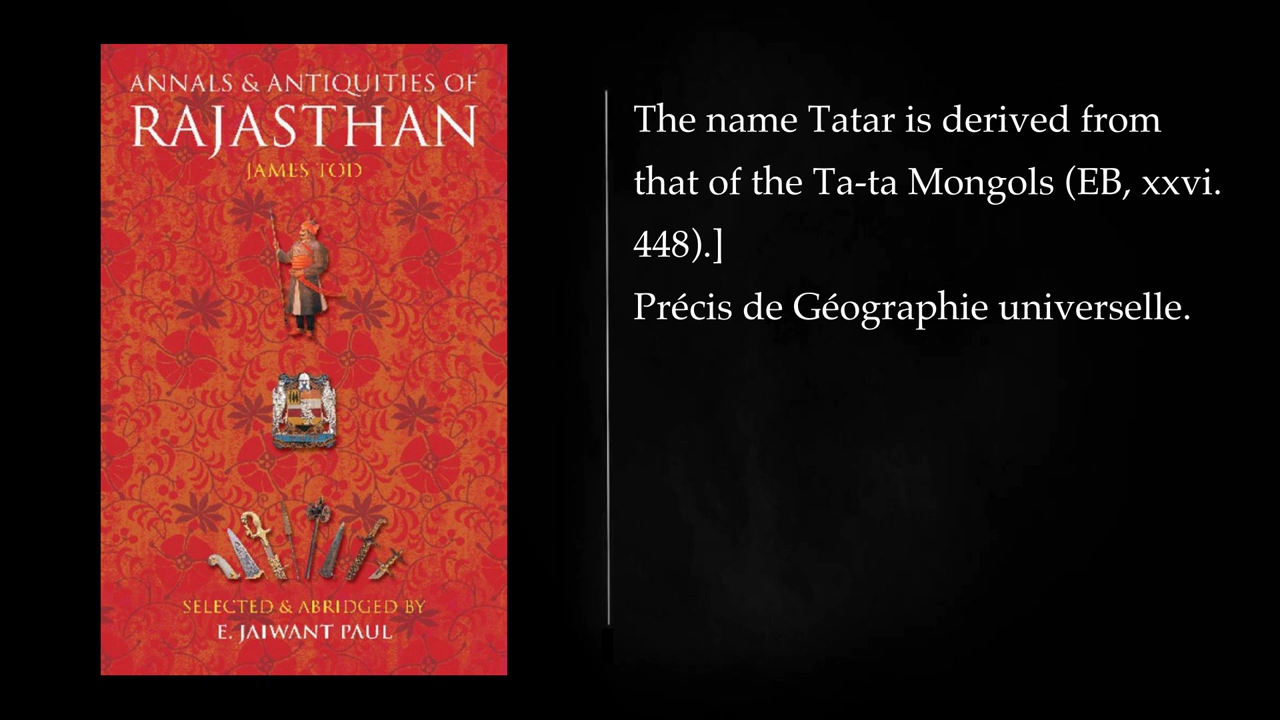 ANNALS & ANTIQUITIES OF
RAJASTHAN
JAMES TOD
SELECTED & ABRIDGED BY
E. JAIWANT PAUL
The name Tatar is derived from
that of the Ta-ta Mongols (EB, xxvi.
448).]
Précis de Géographie universelle.